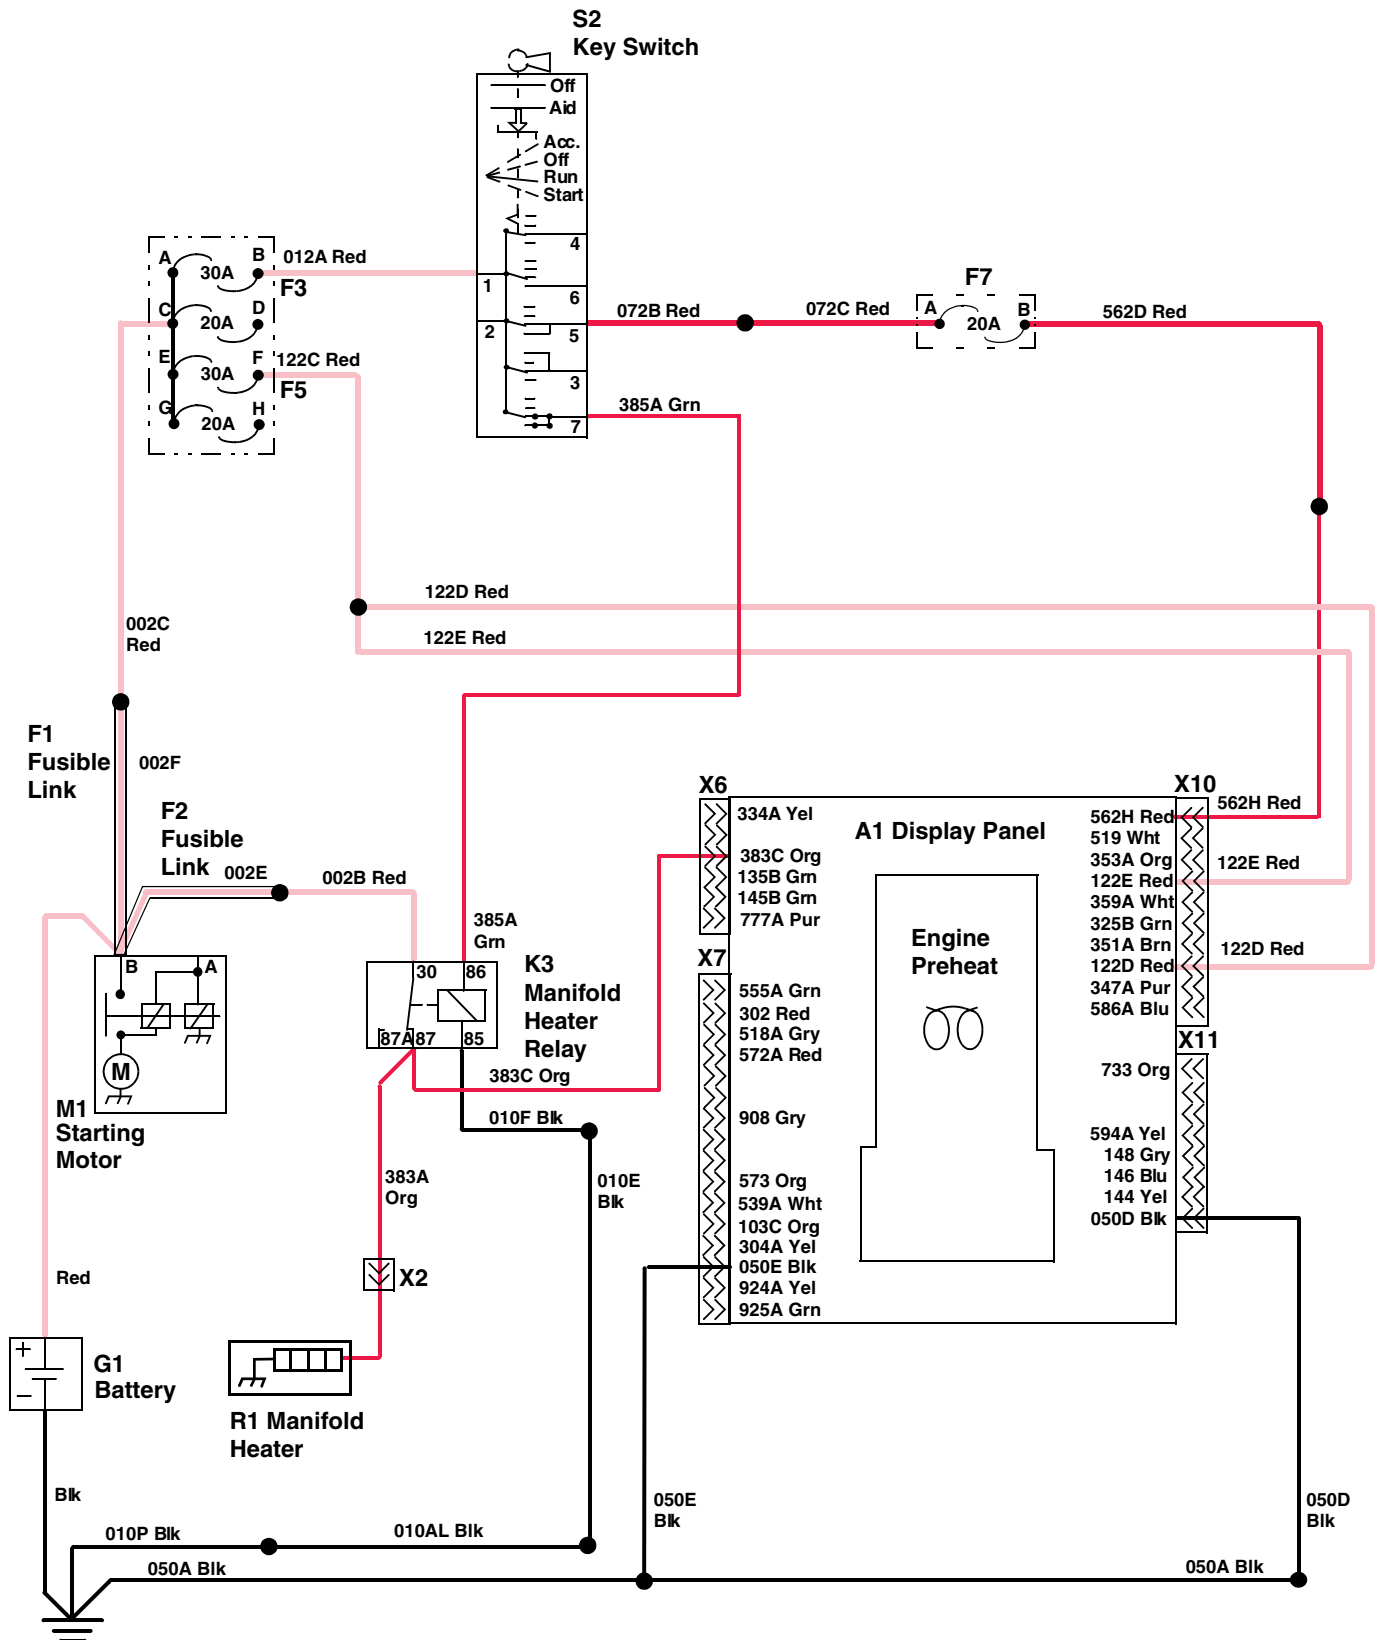 S2
Key Switch
Off
Aid
Acc.
Off
Run
Start
4
1
6
2
5
3
7
A
30A
B
F3
012A Red
C
20A
D
E
30A
F
F5
122C Red
G
20A
H
072B Red
072C Red
F7
A
20A
B
562D Red
385A Grn
122D Red
122E Red
002C
Red
F1
Fusible
Link
002F
F2
Fusible
Link
002E
002B Red
385A
Grn
B
A
M
M1
Starting
Motor
30
86
87A
87
85
K3
Manifold
Heater
Relay
383C Org
010F Blk
010E
Blk
383A
Org
X2
R1 Manifold
Heater
Red
+
−
G1
Battery
Blk
010P Blk
010AL Blk
050A Blk
X6
334A Yel
383C Org
135B Grn
145B Grn
777A Pur
X7
555A Grn
302 Red
518A Gry
572A Red
908 Gry
573 Org
539A Wht
103C Org
304A Yel
050E Blk
924A Yel
925A Grn
A1 Display Panel
Engine
Preheat
X10
562H Red
519 Wht
353A Org
122E Red
359A Wht
325B Grn
351A Brn
122D Red
347A Pur
586A Blu
562H Red
122E Red
122D Red
X11
733 Org
594A Yel
148 Gry
146 Blu
144 Yel
050D Blk
050E
Blk
050D
Blk
050A Blk